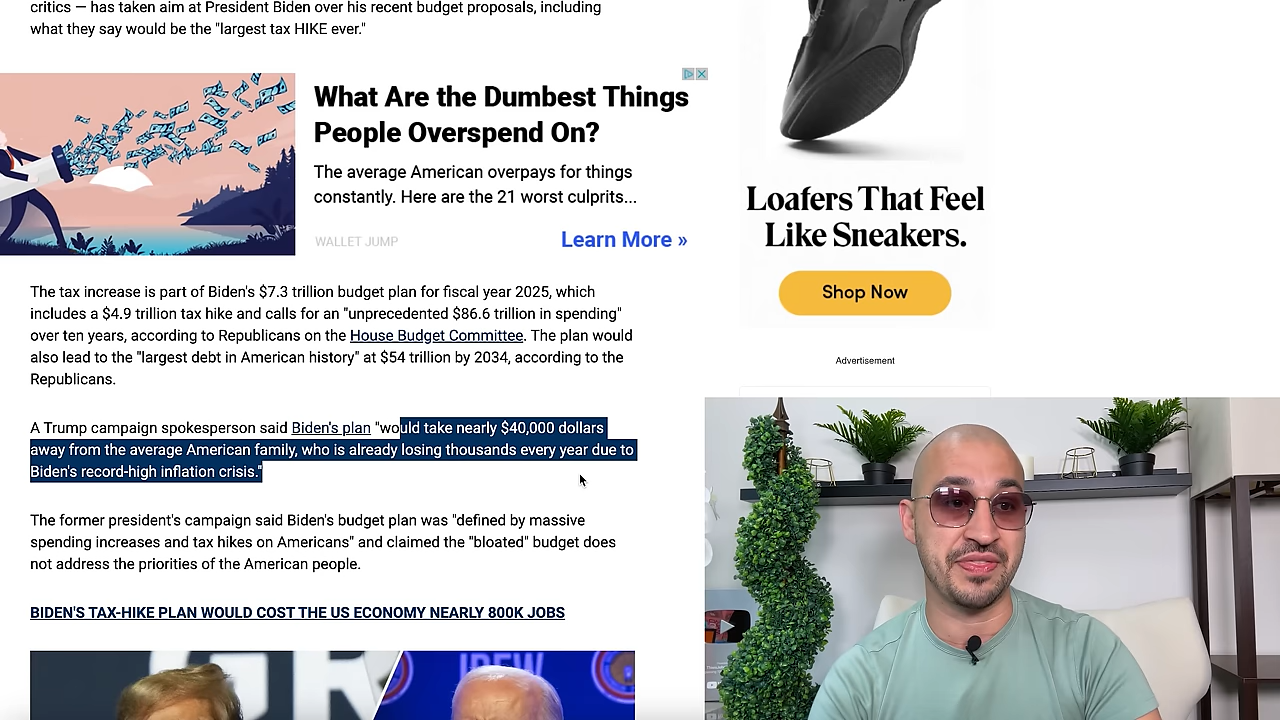 critics — has taken aim at President Biden over his recent budget proposals, including
what they say would be the "largest tax HIKE ever."
What Are the Dumbest Things
People Overspend On?
The average American overpays for things
constantly. Here are the 21 worst culprits...
WALLET JUMP
Learn More »
The tax increase is part of Biden's $7.3 trillion budget plan for fiscal year 2025, which
includes a $4.9 trillion tax hike and calls for an "unprecedented $86.6 trillion in spending"
over ten years, according to Republicans on the House Budget Committee. The plan would
also lead to the "largest debt in American history" at $54 trillion by 2034, according to the
Republicans.
A Trump campaign spokesperson said Biden's plan "would take nearly $40,000 dollars
away from the average American family, who is already losing thousands every year due to
Biden's record-high inflation crisis."
The former president's campaign said Biden's budget plan was "defined by massive
spending increases and tax hikes on Americans" and claimed the "bloated" budget does
not address the priorities of the American people.
BIDEN'S TAX-HIKE PLAN WOULD COST THE US ECONOMY NEARLY 800K JOBS
Loafers That Feel
Like Sneakers.
Shop Now
Advertisement